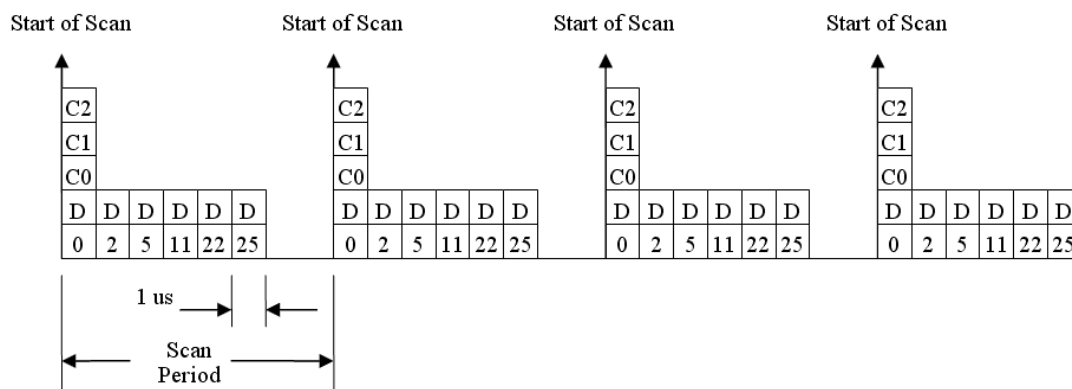 Start of Scan Start of Scan Start of Scan Start of Scan
C2 C2 C2 C2
C1 C1 C1 C1
C0 C0 C0 C0
D D D D D D D D D D D D D D D D D D D D D D D D
0 2 5 11 22 25 0 2 5 11 22 25 0 2 5 11 22 25 0 2 5 11 22 25
1 us
Scan
Period